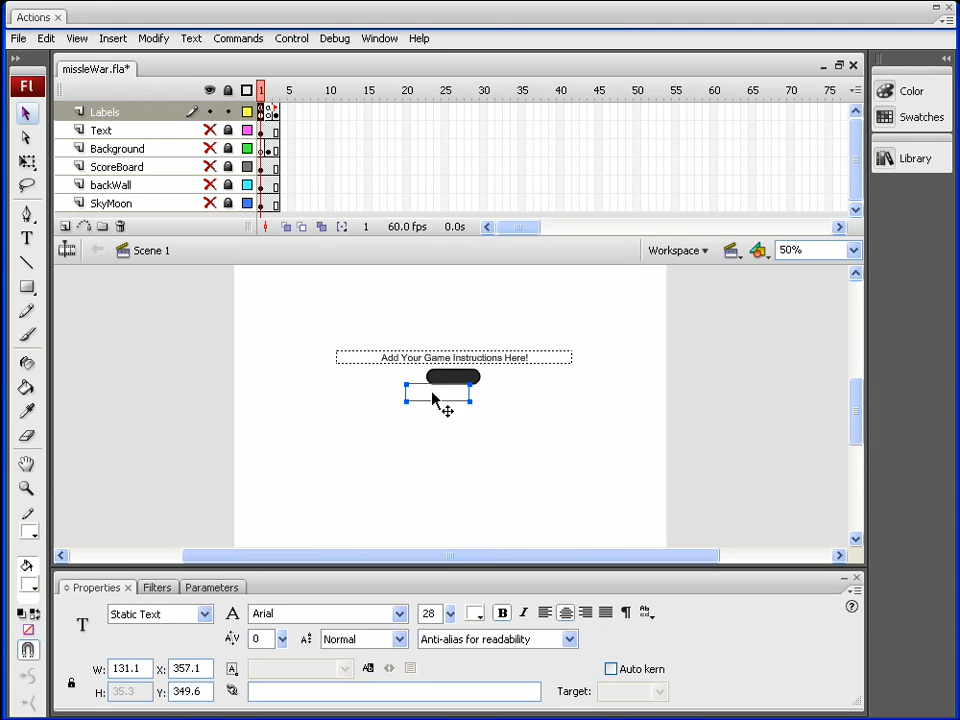 Actions
File Edit View Insert Modify Text Commands Control Debug Window Help
missleWar.fla*
Fl
1 5 10 15 20 25 30 35 40 45 50 55 60 65 70 75
Labels
Text
Background
ScoreBoard
backWall
SkyMoon
1 60.0 fps 0.0s
Scene 1
Workspace
50%
Color
Swatches
Library
Add Your Game Instructions Here!
Properties Filters Parameters
Static Text
A Arial 28 B I
T
A/V 0 Normal Anti-alias for readability
W: 131.1 X: 357.1
Auto kern
H: 35.3 Y: 349.6
Target: